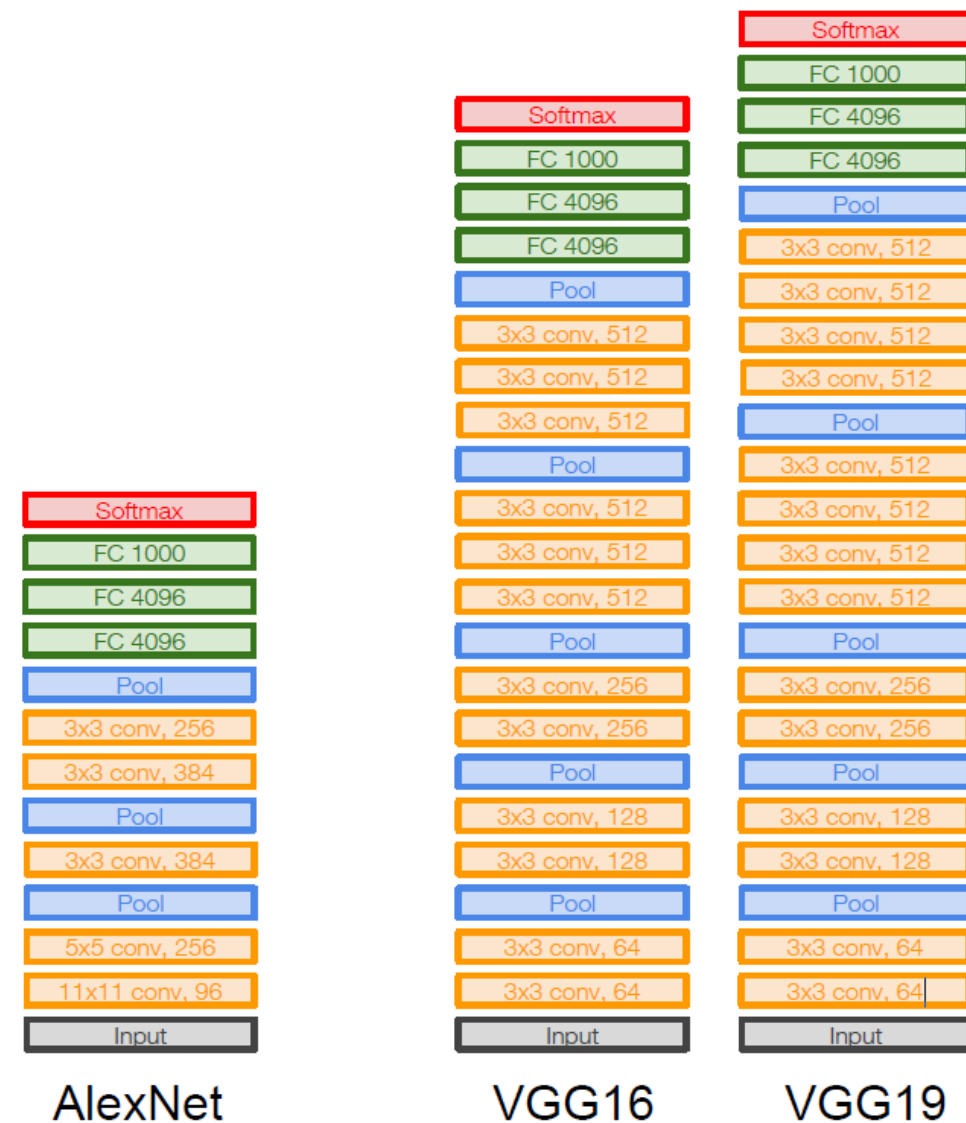 Softmax
FC 1000
FC 4096
FC 4096
Pool
3x3 conv, 256
3x3 conv, 384
Pool
3x3 conv, 384
Pool
5x5 conv, 256
11x11 conv, 96
Input
AlexNet
Softmax
FC 1000
FC 4096
FC 4096
Pool
3x3 conv, 512
3x3 conv, 512
3x3 conv, 512
Pool
3x3 conv, 512
3x3 conv, 512
3x3 conv, 512
Pool
3x3 conv, 256
3x3 conv, 256
Pool
3x3 conv, 128
3x3 conv, 128
Pool
3x3 conv, 64
3x3 conv, 64
Input
VGG16
Softmax
FC 1000
FC 4096
FC 4096
Pool
3x3 conv, 512
3x3 conv, 512
3x3 conv, 512
3x3 conv, 512
Pool
3x3 conv, 512
3x3 conv, 512
3x3 conv, 512
3x3 conv, 512
Pool
3x3 conv, 256
3x3 conv, 256
Pool
3x3 conv, 128
3x3 conv, 128
Pool
3x3 conv, 64
3x3 conv, 64
Input
VGG19